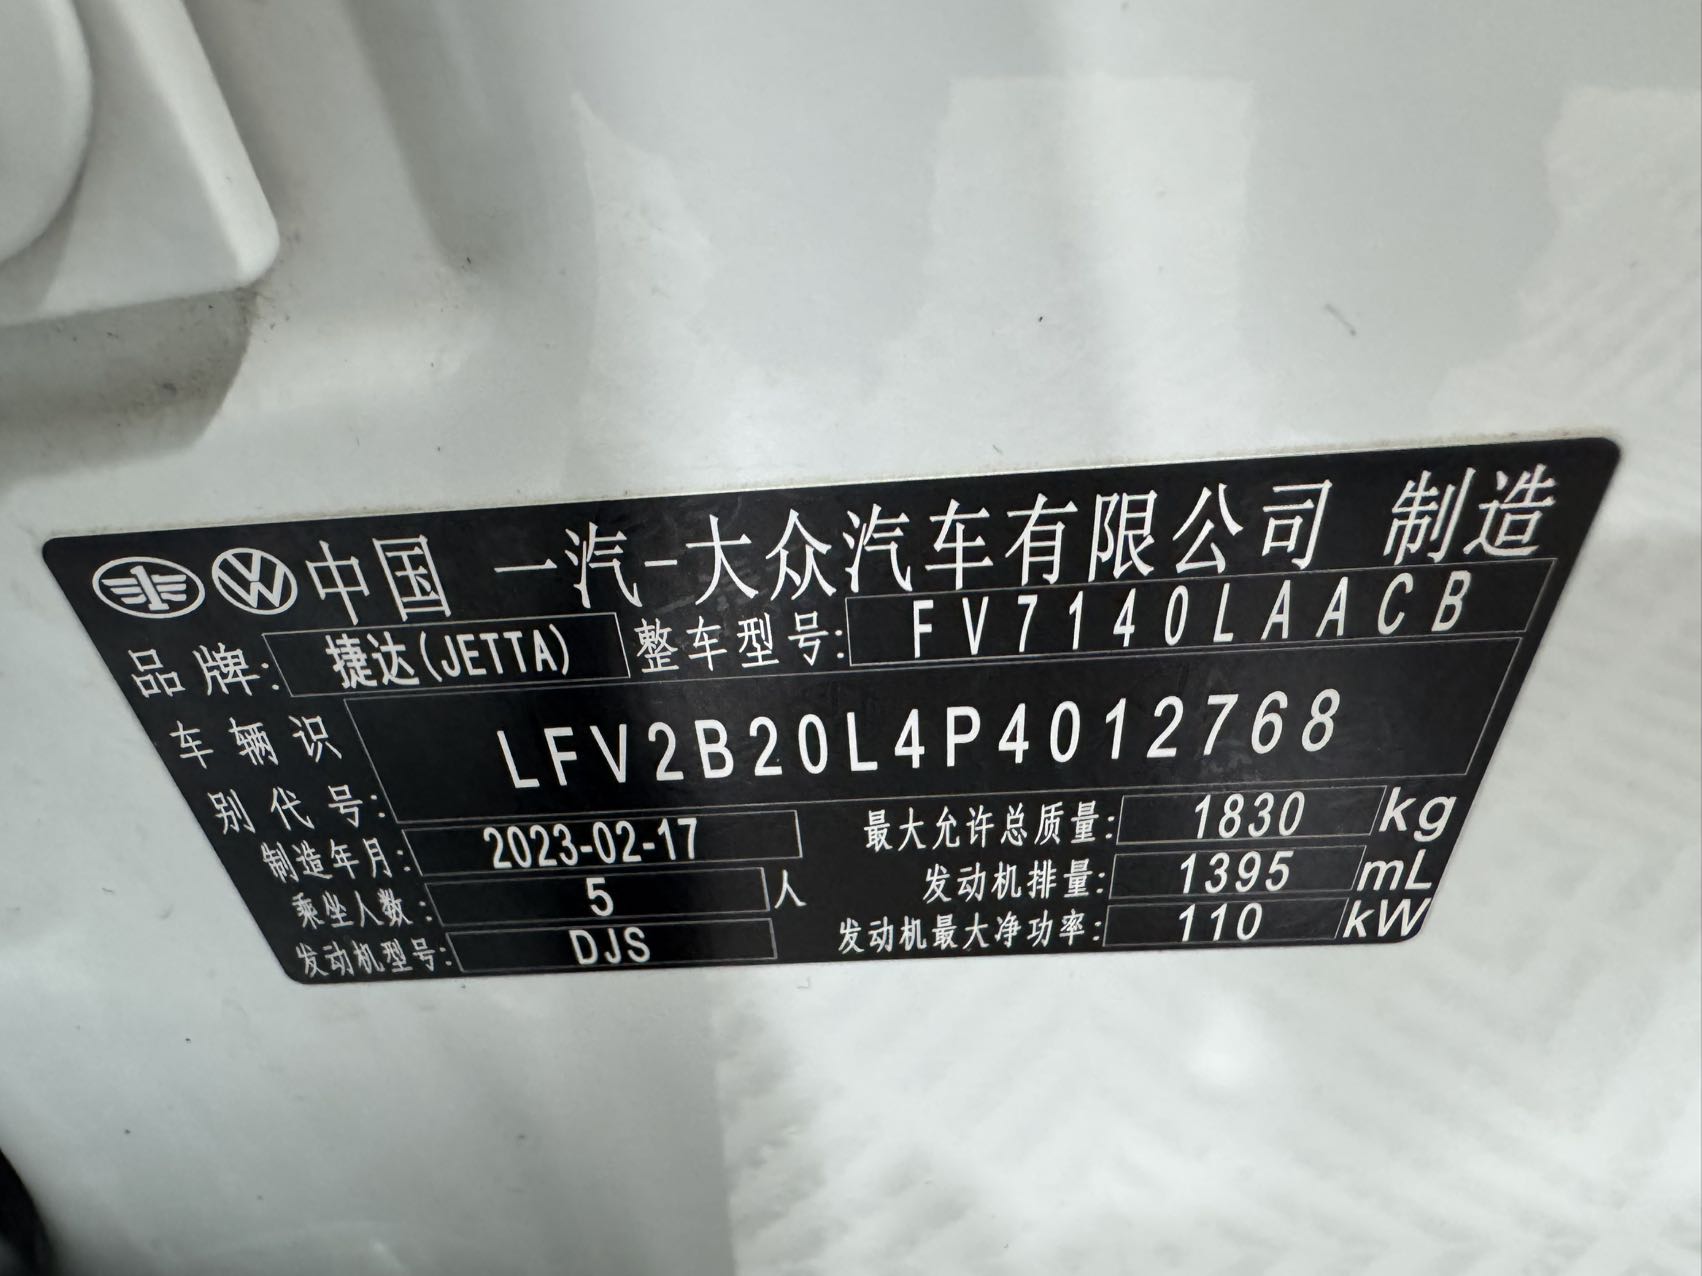 中国 一汽-大众汽车有限公司 制造
品牌: 捷达(JETTA) 整车型号: FV7140LAACB
车辆识别代号: LFV2B20L4P4012768
制造年月: 2023-02-17 最大允许总质量: 1830 kg
乘坐人数: 5 人 发动机排量: 1395 mL
发动机型号: DJS 发动机最大净功率: 110 kW